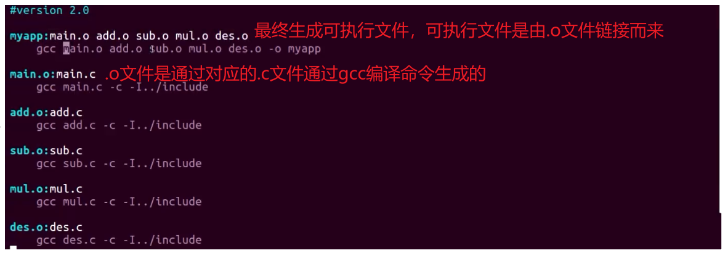 #version 2.0
myapp:main.o add.o sub.o mul.o des.o 最终生成可执行文件，可执行文件是由.o文件链接而来
gcc main.o add.o sub.o mul.o des.o -o myapp
main.o:main.c .o文件是通过对应的.c文件通过gcc编译命令生成的
gcc main.c -c -I../include
add.o:add.c
gcc add.c -c -I../include
sub.o:sub.c
gcc sub.c -c -I../include
mul.o:mul.c
gcc mul.c -c -I../include
des.o:des.c
gcc des.c -c -I../include